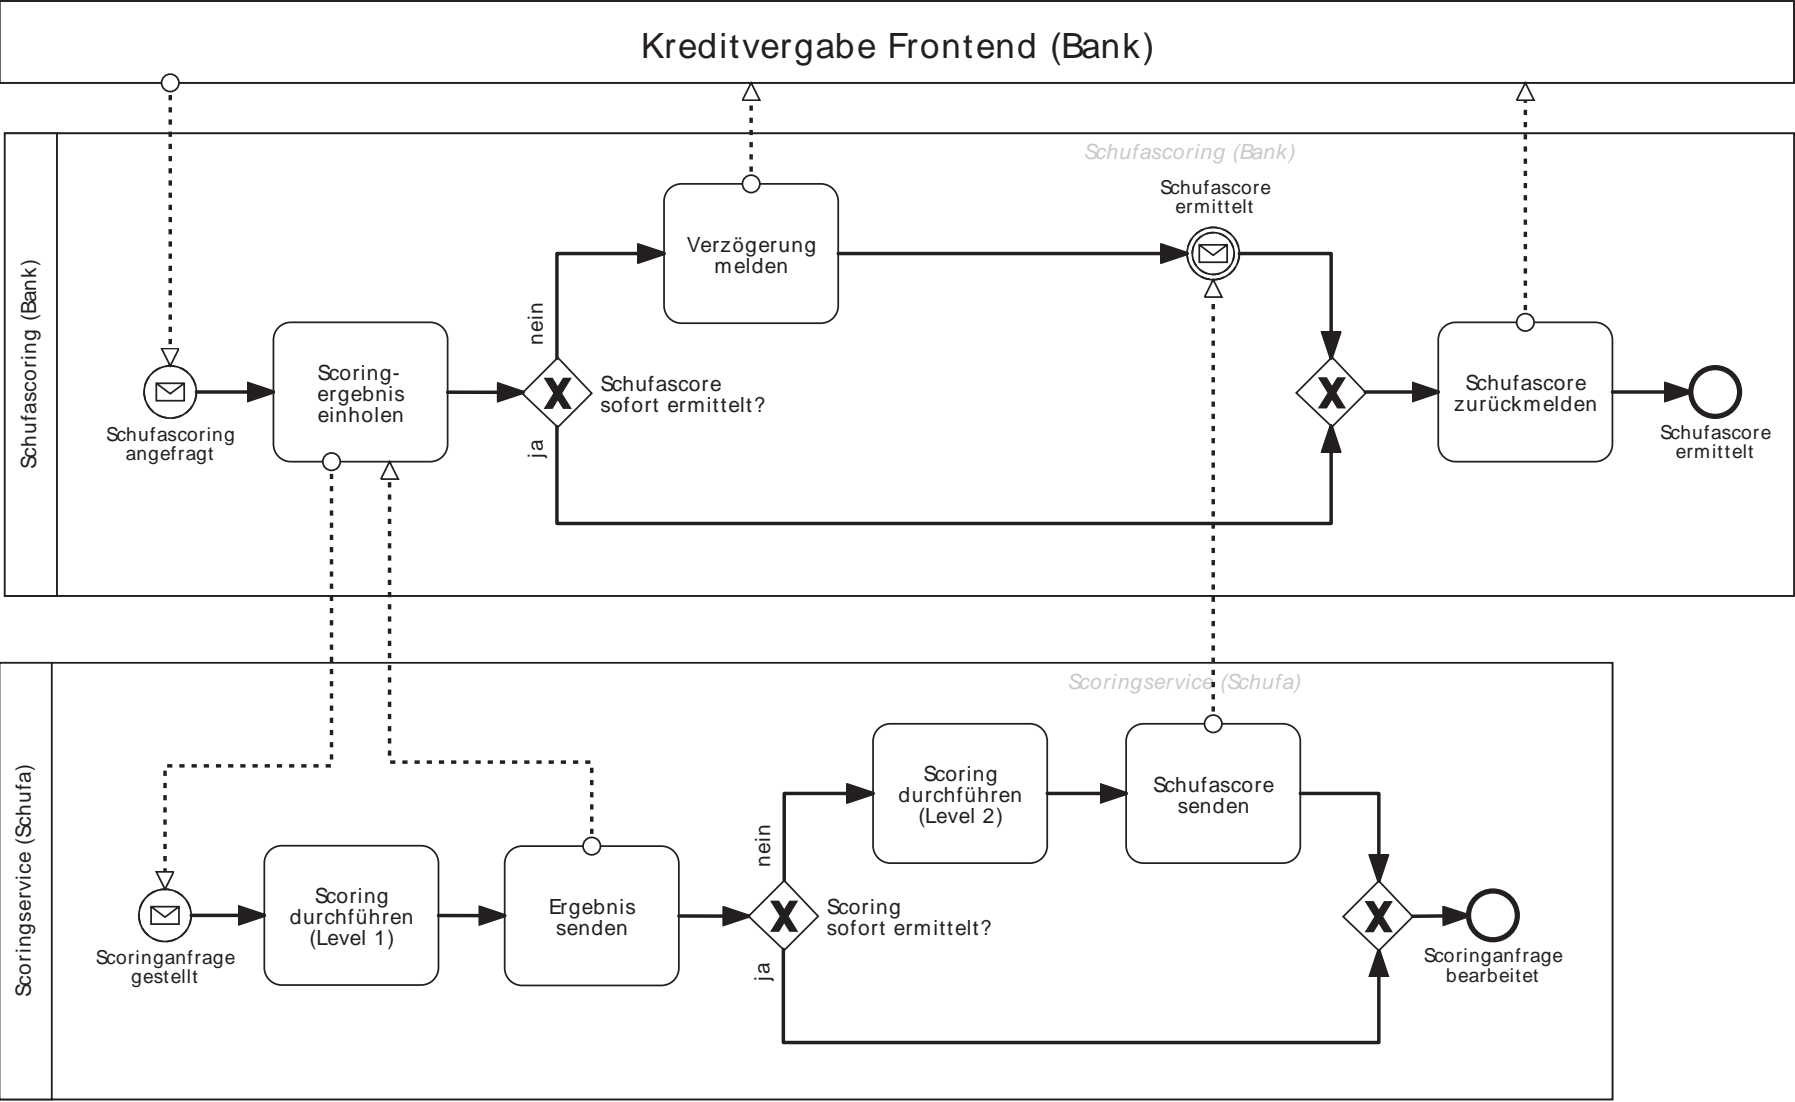 Kreditvergabe Frontend (Bank)
Schufascoring (Bank)
Schufascoring (Bank)
Schufascore
ermittelt
Verzögerung
melden
nein
Scoring-
ergebnis
einholen
Schufascore
sofort ermittelt?
ja
Schufascore
zurückmelden
Schufascoring
angefragt
Schufascore
ermittelt
Scoringservice (Schufa)
Scoringservice (Schufa)
Scoring
durchführen
(Level 2)
Schufascore
senden
nein
Scoring
durchführen
(Level 1)
Ergebnis
senden
Scoring
sofort ermittelt?
ja
Scoringanfrage
gestellt
Scoringanfrage
bearbeitet